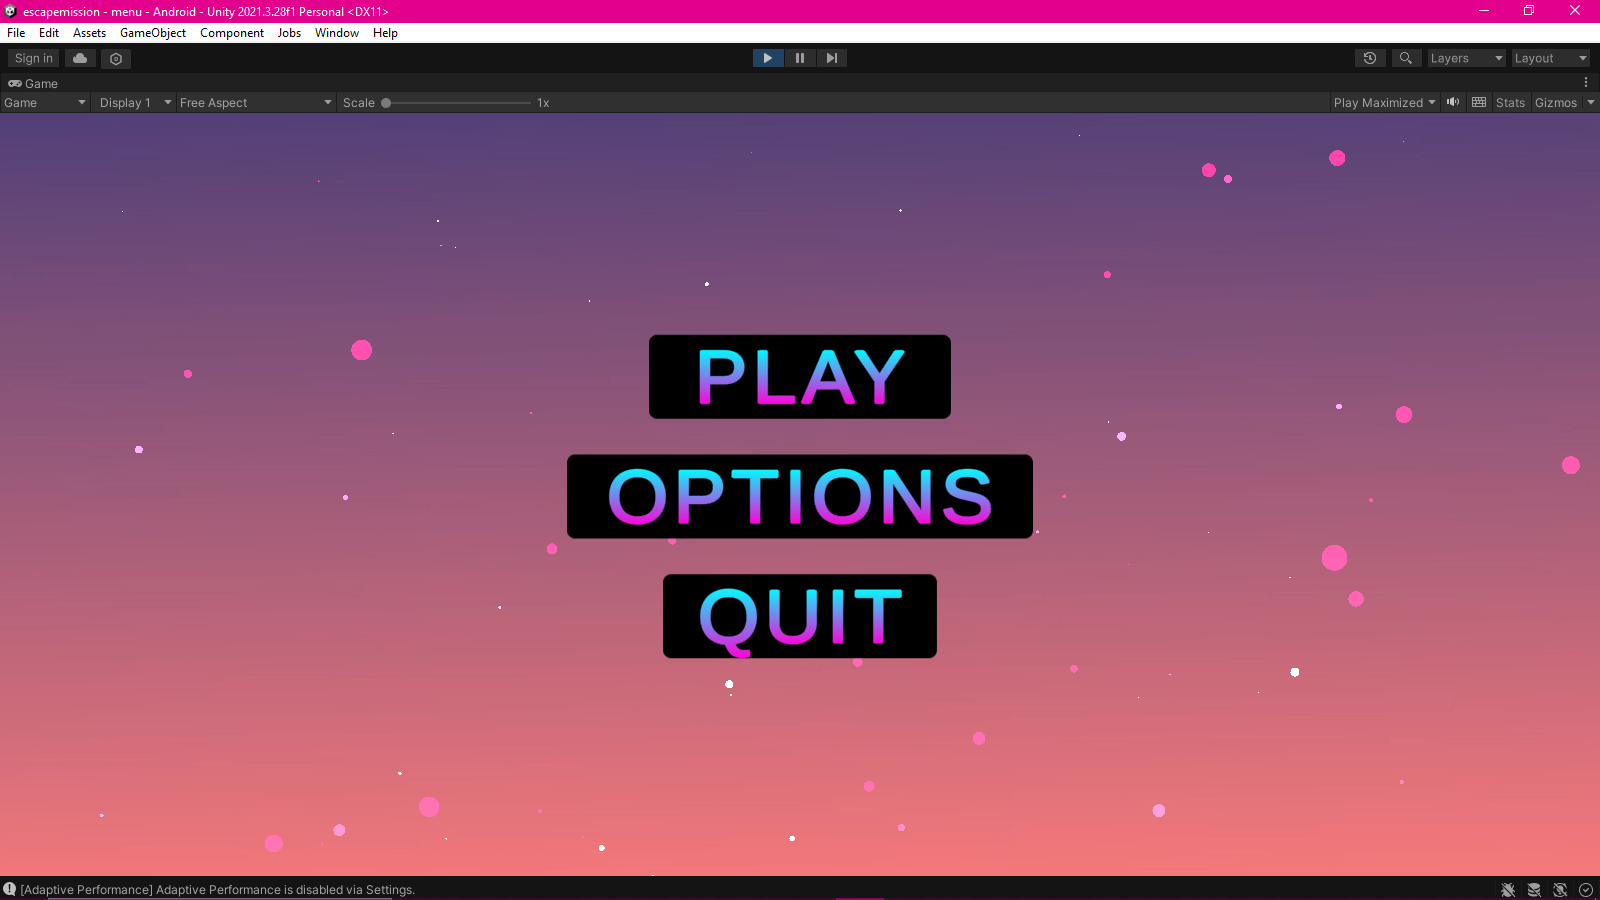 escapemission - menu - Android - Unity 2021.3.28f1 Personal <DX11>
File Edit Assets GameObject Component Jobs Window Help
Sign in Layers Layout
Game
Game Display 1 Free Aspect Scale 1x Play Maximized Stats Gizmos
PLAY
OPTIONS
QUIT
[Adaptive Performance] Adaptive Performance is disabled via Settings.